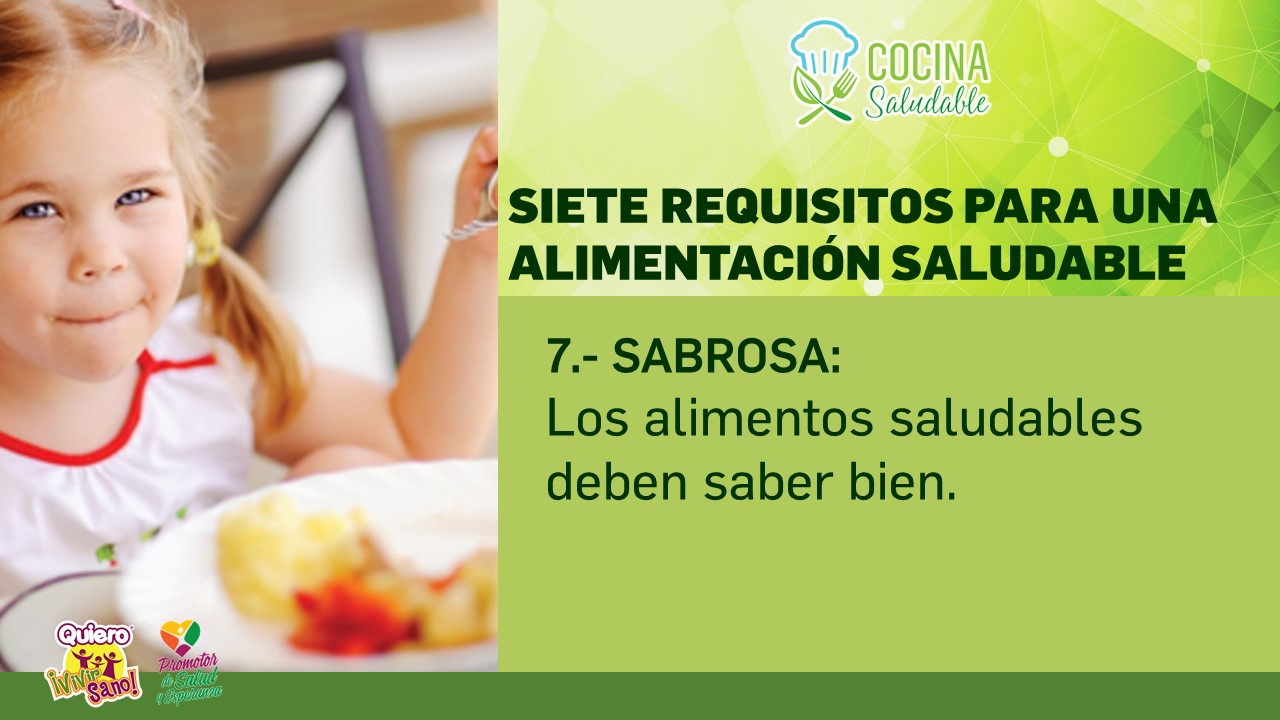 COCINA
Saludable
SIETE REQUISITOS PARA UNA
ALIMENTACIÓN SALUDABLE
7.- SABROSA:
Los alimentos saludables
deben saber bien.
Quiero
¡Vivir
Sano!
Promotor
de Salud
y Esperanza